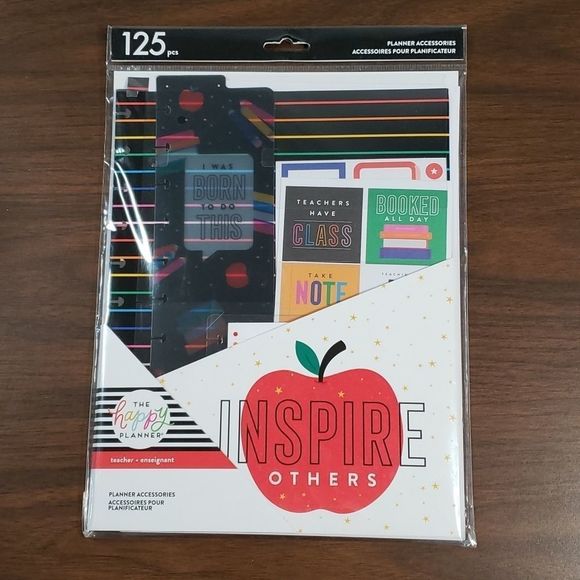 125 pcs
PLANNER ACCESSORIES
ACCESSOIRES POUR PLANIFICATEUR
I WAS
BORN
TO DO
THIS
TEACHERS
HAVE
CLASS
BOOKED
ALL DAY
TAKE
NOTE
INSPIRE
OTHERS
THE
happy
PLANNER®
teacher • enseignant
PLANNER ACCESSORIES
ACCESSOIRES POUR
PLANIFICATEUR